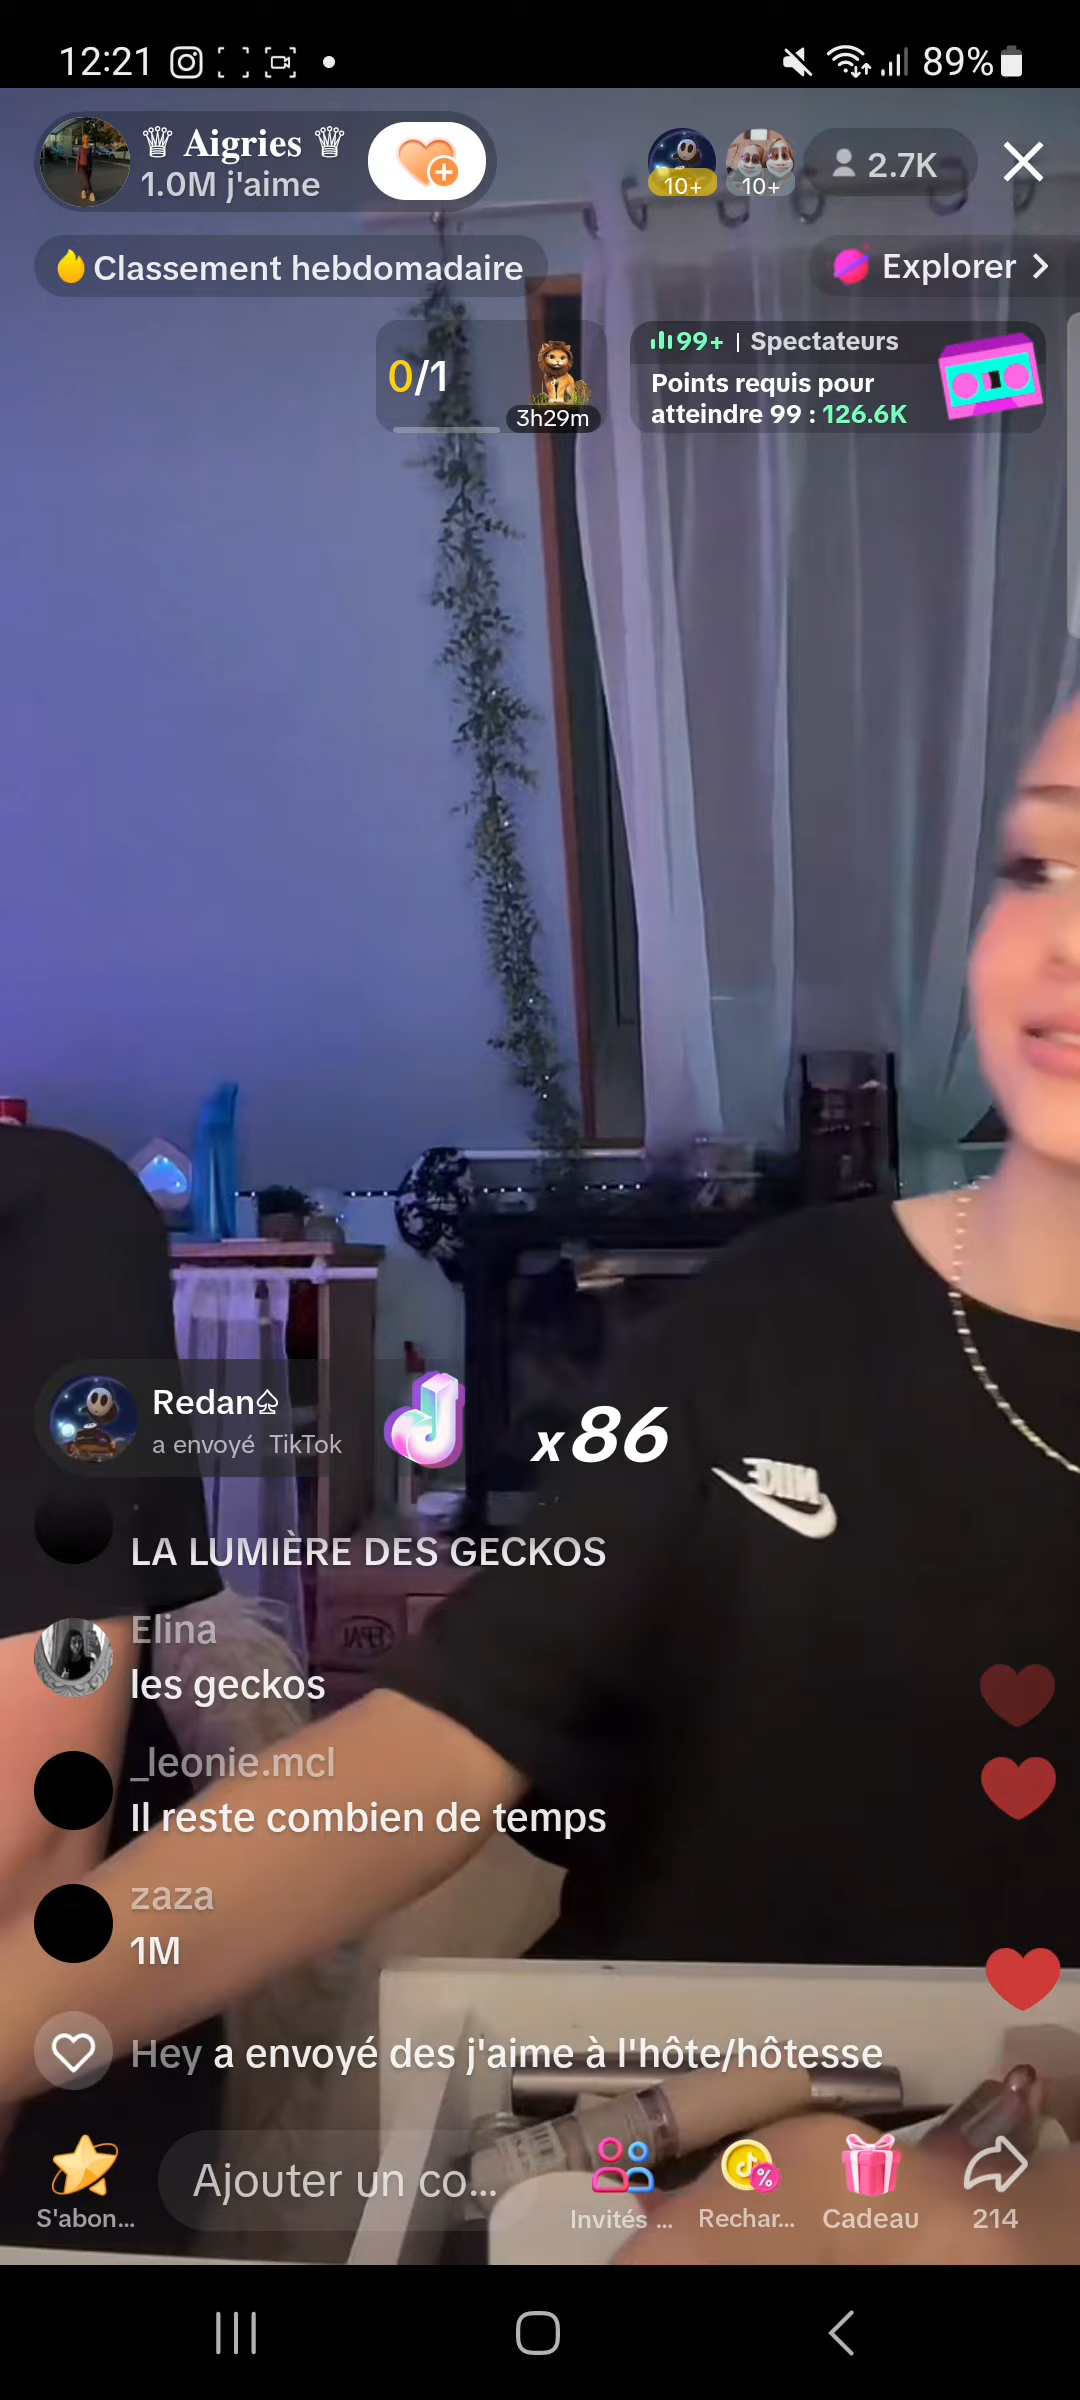 12:21
89%
♕ Aigries ♕
1.0M j'aime
10+
10+
2.7K
Classement hebdomadaire
Explorer
0/1
3h29m
99+ | Spectateurs
Points requis pour
atteindre 99 : 126.6K
Redan♤
a envoyé TikTok
x86
NIKE
LA LUMIÈRE DES GECKOS
Elina
les geckos
_leonie.mcl
Il reste combien de temps
zaza
1M
Hey a envoyé des j'aime à l'hôte/hôtesse
S'abon...
Ajouter un co...
Invités ...
Rechar...
Cadeau
214